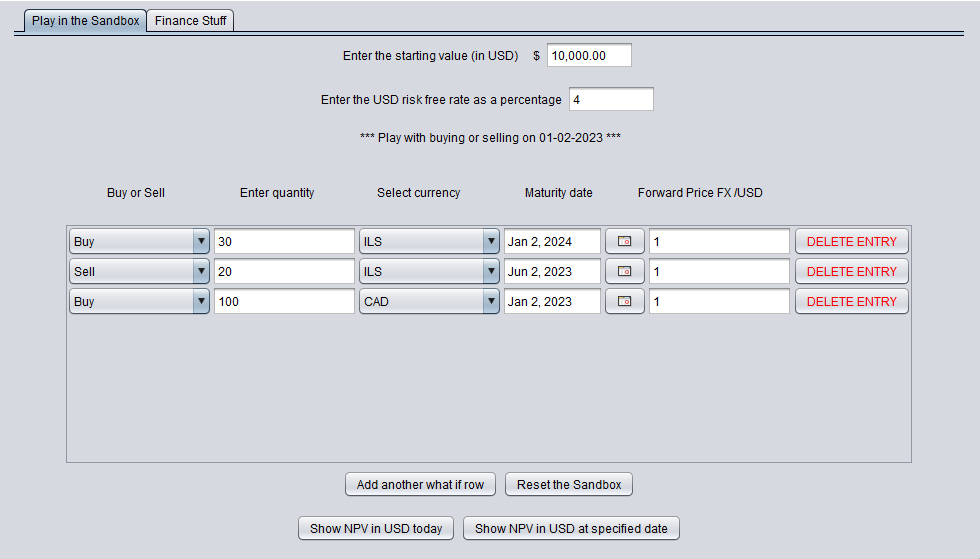 Play in the Sandbox Finance Stuff
Enter the starting value (in USD) $ 10,000.00
Enter the USD risk free rate as a percentage 4
*** Play with buying or selling on 01-02-2023 ***
Buy or Sell Enter quantity Select currency Maturity date Forward Price FX /USD
Buy 30 ILS Jan 2, 2024 1 DELETE ENTRY
Sell 20 ILS Jun 2, 2023 1 DELETE ENTRY
Buy 100 CAD Jan 2, 2023 1 DELETE ENTRY
Add another what if row Reset the Sandbox
Show NPV in USD today Show NPV in USD at specified date